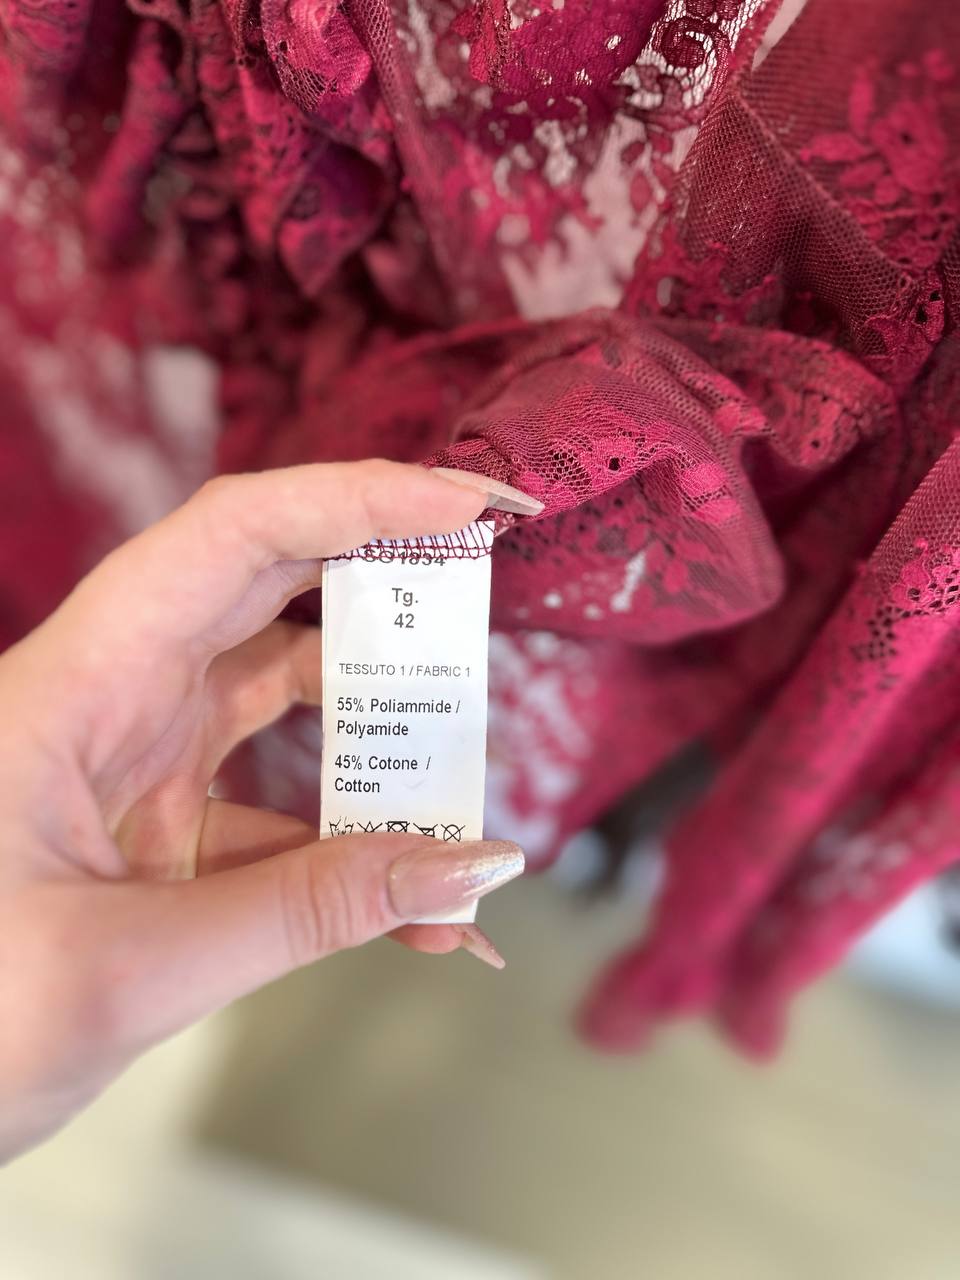 Tg.
42
TESSUTO 1 / FABRIC 1
55% Poliammide /
Polyamide
45% Cotone /
Cotton